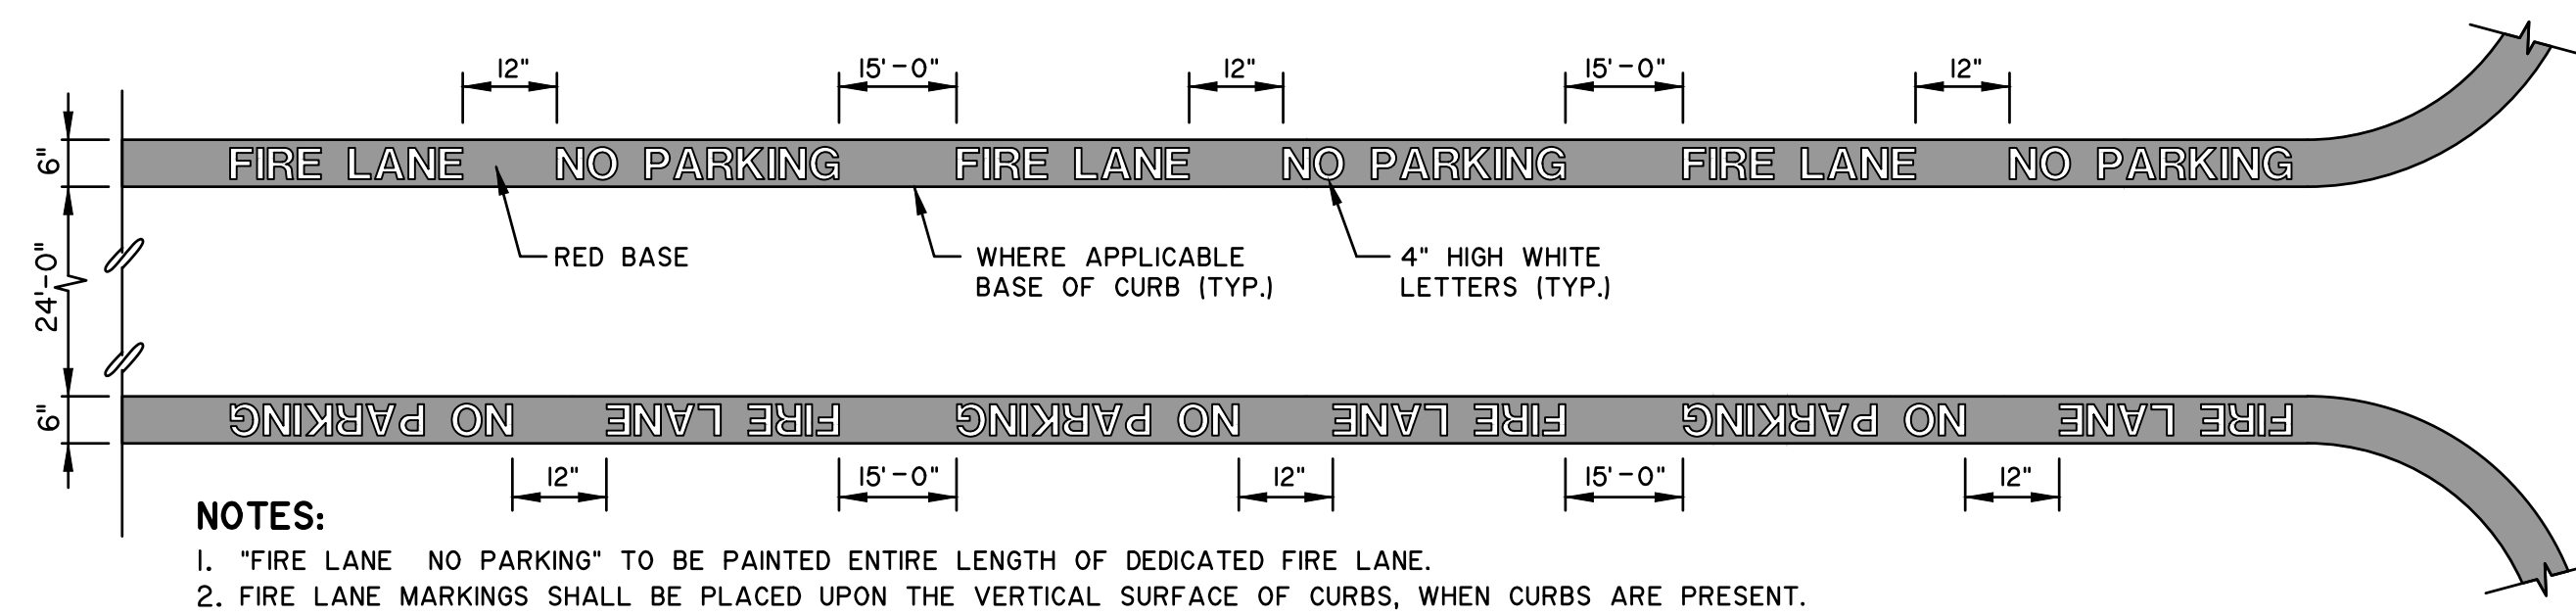 12" 15'-0" 12" 15'-0" 12"
6"
FIRE LANE NO PARKING FIRE LANE NO PARKING FIRE LANE NO PARKING
24'-0"
RED BASE
WHERE APPLICABLE
BASE OF CURB (TYP.)
4" HIGH WHITE
LETTERS (TYP.)
6"
FIRE LANE NO PARKING FIRE LANE NO PARKING FIRE LANE NO PARKING
12" 15'-0" 12" 15'-0" 12"
NOTES:
1. "FIRE LANE  NO PARKING" TO BE PAINTED ENTIRE LENGTH OF DEDICATED FIRE LANE.
2. FIRE LANE MARKINGS SHALL BE PLACED UPON THE VERTICAL SURFACE OF CURBS, WHEN CURBS ARE PRESENT.